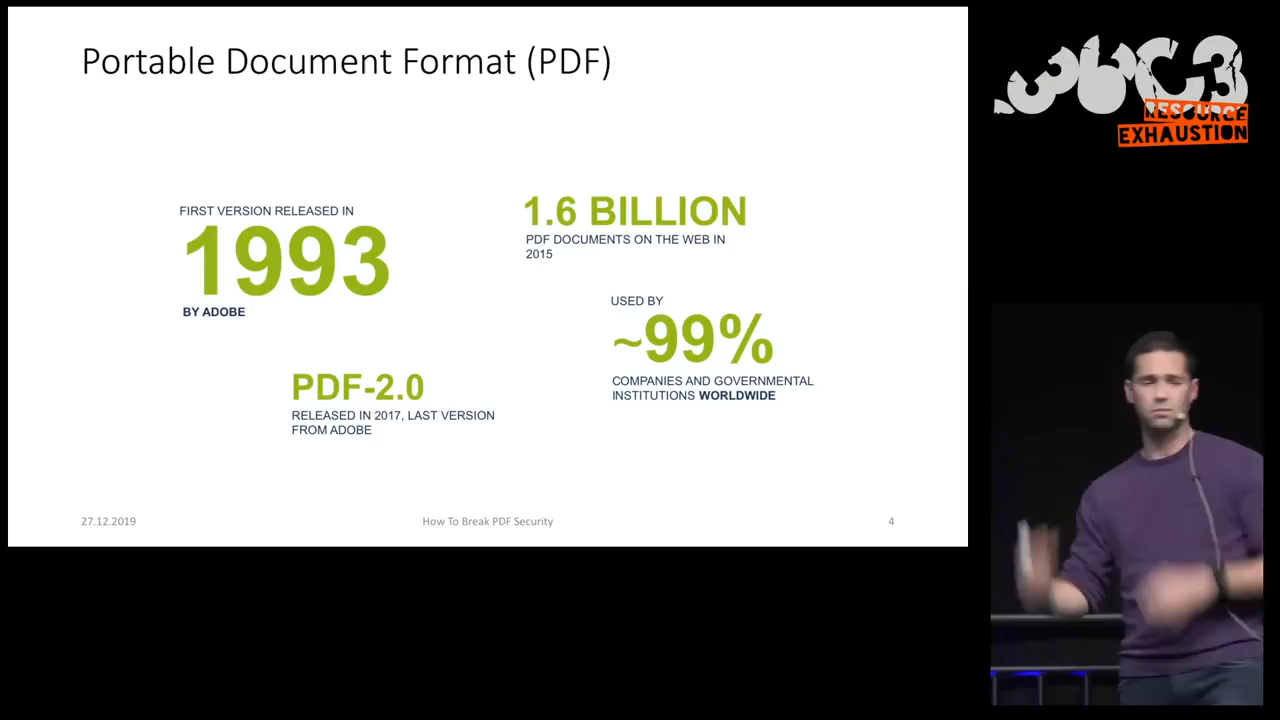 Portable Document Format (PDF)
FIRST VERSION RELEASED IN
1993
BY ADOBE
1.6 BILLION
PDF DOCUMENTS ON THE WEB IN
2015
USED BY
~99%
COMPANIES AND GOVERNMENTAL
INSTITUTIONS WORLDWIDE
PDF-2.0
RELEASED IN 2017, LAST VERSION
FROM ADOBE
27.12.2019
How To Break PDF Security
4
36C3
RESOURCE
EXHAUSTION